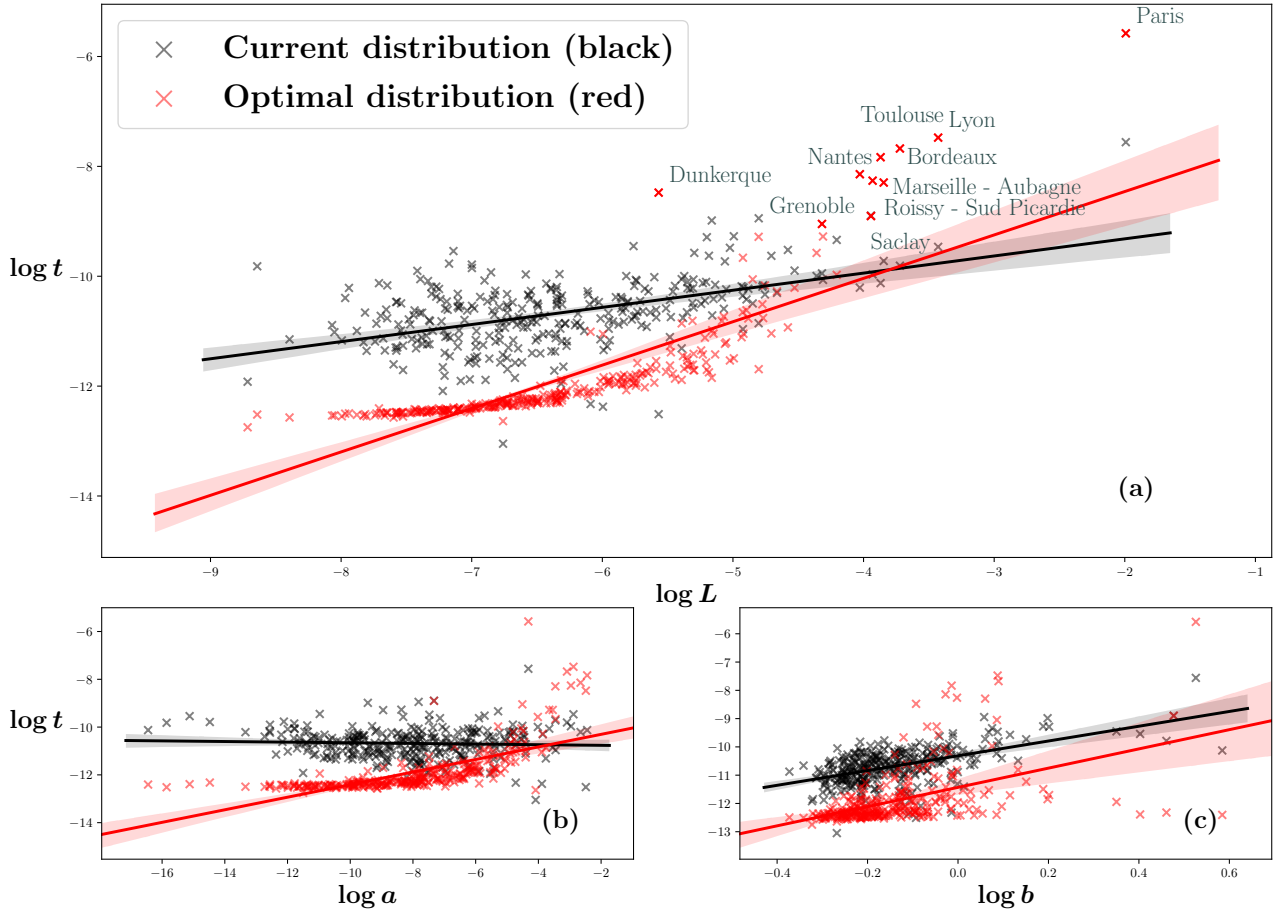 Current distribution (black)
Optimal distribution (red)
Paris
Toulouse
Lyon
Nantes
Bordeaux
Dunkerque
Marseille - Aubagne
Grenoble
Roissy - Sud Picardie
Saclay
log t
−6
−8
−10
−12
−14
(a)
−9
−8
−7
−6
−5
−4
−3
−2
−1
log L
log t
−6
−8
−10
−12
−14
(b)
−16
−14
−12
−10
−8
−6
−4
−2
log a
−6
−7
−8
−9
−10
−11
−12
−13
(c)
−0.4
−0.2
0.0
0.2
0.4
0.6
log b